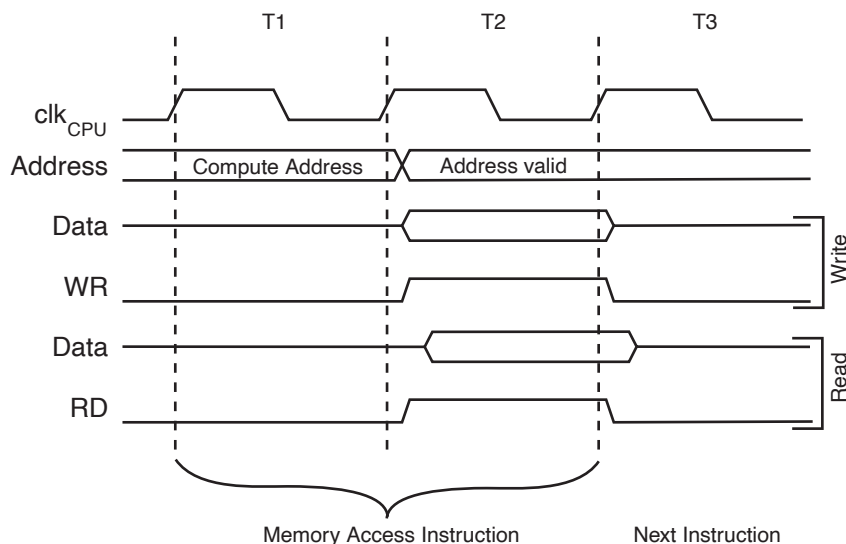 T1 T2 T3
clkCPU
Address Compute Address Address valid
Data
WR
Write
Data
RD
Read
Memory Access Instruction Next Instruction